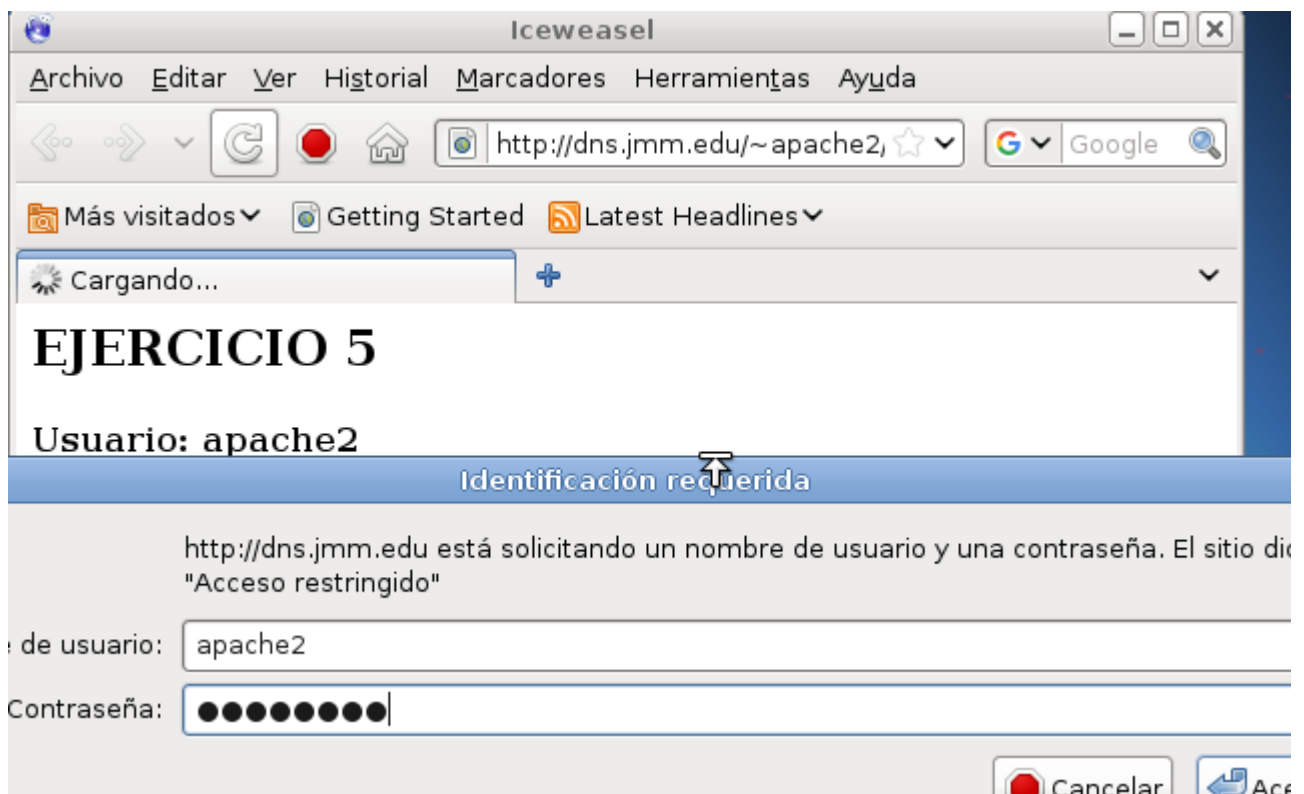 Iceweasel
Archivo Editar Ver Historial Marcadores Herramientas Ayuda
http://dns.jmm.edu/~apache2/ Google
Más visitados Getting Started Latest Headlines
Cargando...
EJERCICIO 5
Usuario: apache2
Identificación requerida
http://dns.jmm.edu está solicitando un nombre de usuario y una contraseña. El sitio
"Acceso restringido"
de usuario: apache2
Contraseña: ●●●●●●●●
Cancelar